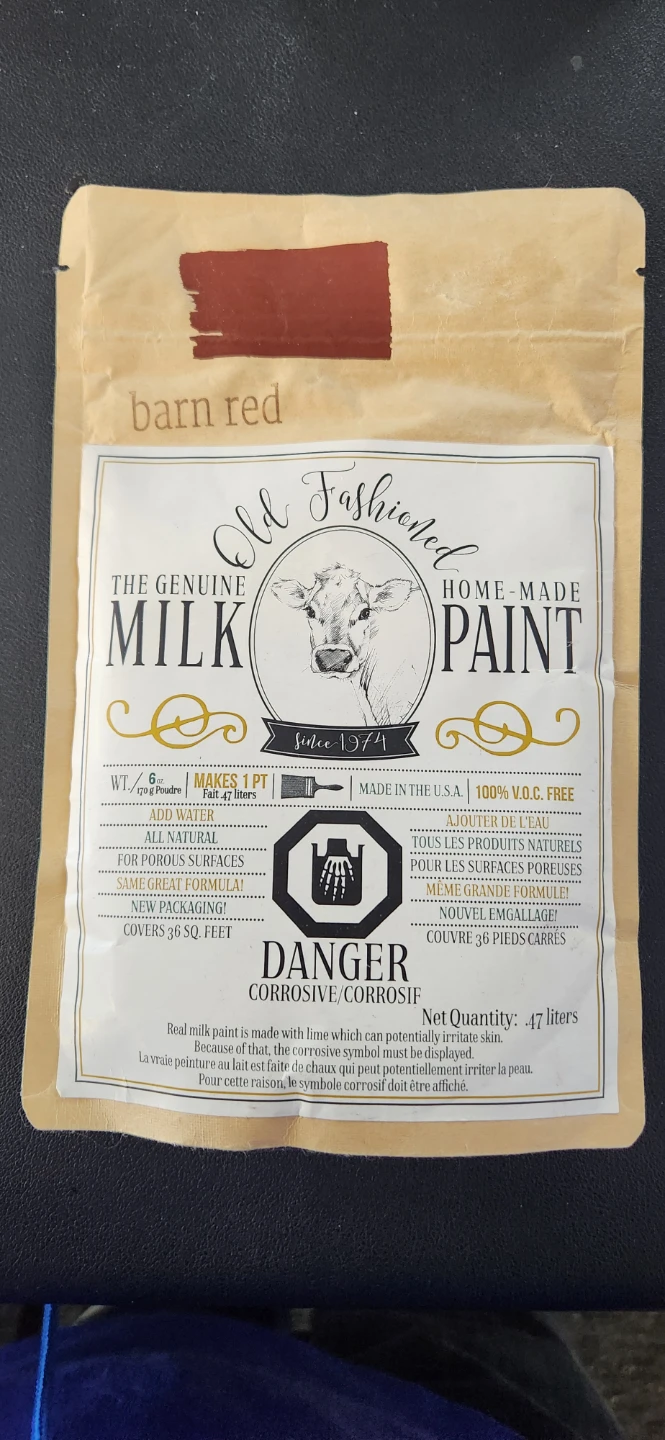 barn red
Old Fashioned
THE GENUINE
MILK
HOME-MADE
PAINT
Since 1974
WT./6 oz.
170 g Poudre
MAKES 1 PT
Fait .47 liters
MADE IN THE U.S.A.
100% V.O.C. FREE
ADD WATER
ALL NATURAL
FOR POROUS SURFACES
SAME GREAT FORMULA!
NEW PACKAGING!
COVERS 36 SQ. FEET
AJOUTER DE L'EAU
TOUS LES PRODUITS NATURELS
POUR LES SURFACES POREUSES
MÊME GRANDE FORMULE!
NOUVEL EMGALLAGE!
COUVRE 36 PIEDS CARRÉS
DANGER
CORROSIVE/CORROSIF
Net Quantity: .47 liters
Real milk paint is made with lime which can potentially irritate skin.
Because of that, the corrosive symbol must be displayed.
La vraie peinture au lait est faite de chaux qui peut potentiellement irriter la peau.
Pour cette raison, le symbole corrosif doit être affiché.